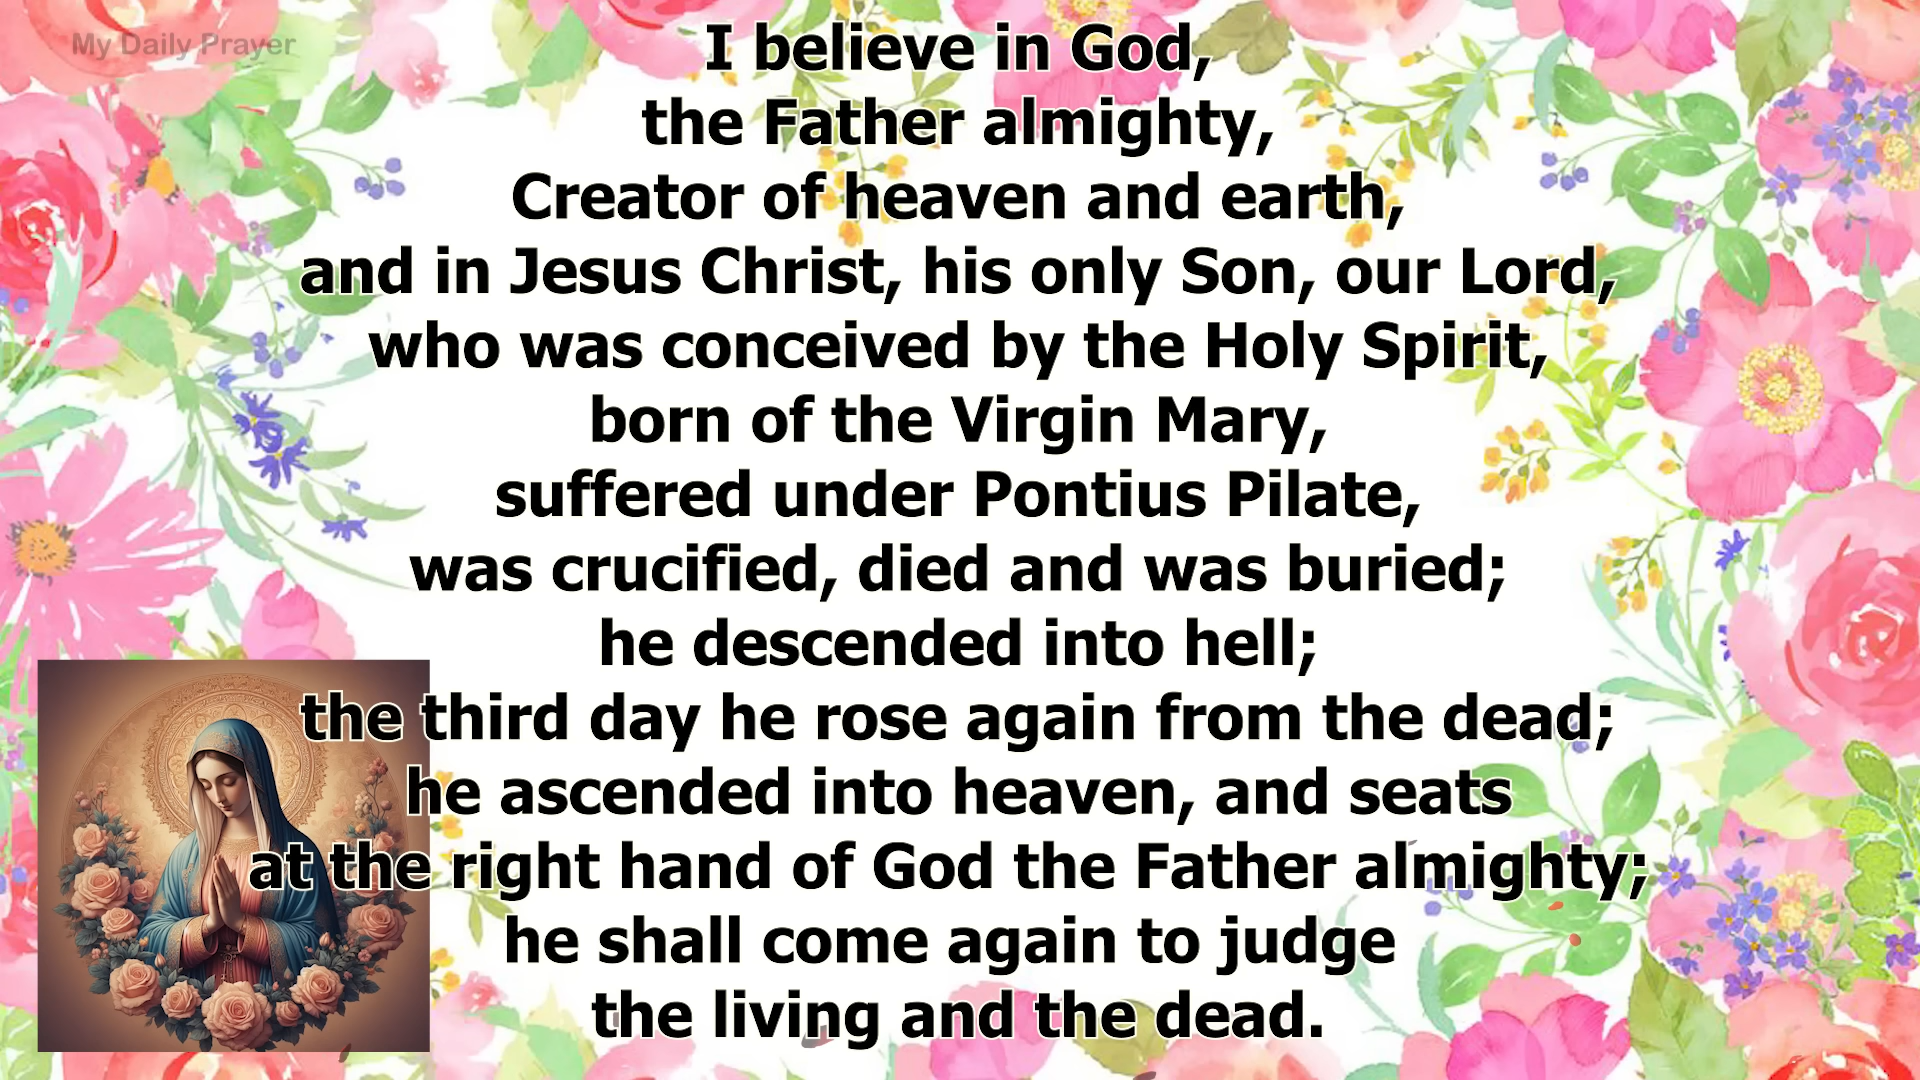 My Daily Prayer
I believe in God,
the Father almighty,
Creator of heaven and earth,
and in Jesus Christ, his only Son, our Lord,
who was conceived by the Holy Spirit,
born of the Virgin Mary,
suffered under Pontius Pilate,
was crucified, died and was buried;
he descended into hell;
the third day he rose again from the dead;
he ascended into heaven, and seats
at the right hand of God the Father almighty;
he shall come again to judge
the living and the dead.